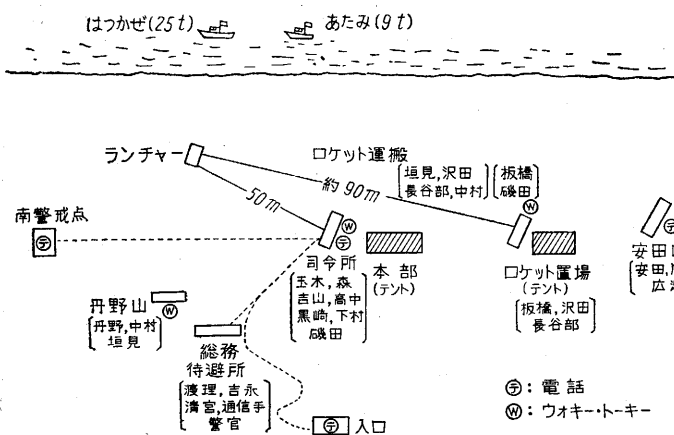 はつかぜ(25t)
あたみ(9t)
ランチャー
ロケット運搬
垣見,沢田
長谷部,中村
板橋
磯田
Ⓦ
50m
約90m
南警戒点
テ
Ⓦ
テ
司令所
玉木,森
吉山,高中
黒崎,下村
磯田
本部
(テント)
ロケット置場
(テント)
板橋,沢田
長谷部
安田
安田,
広
丹野山
Ⓦ
丹野,中村
垣見
総務
待避所
渡理,吉永
清宮,通信手
警官
テ
入口
テ:電話
Ⓦ:ウォキー・トーキー